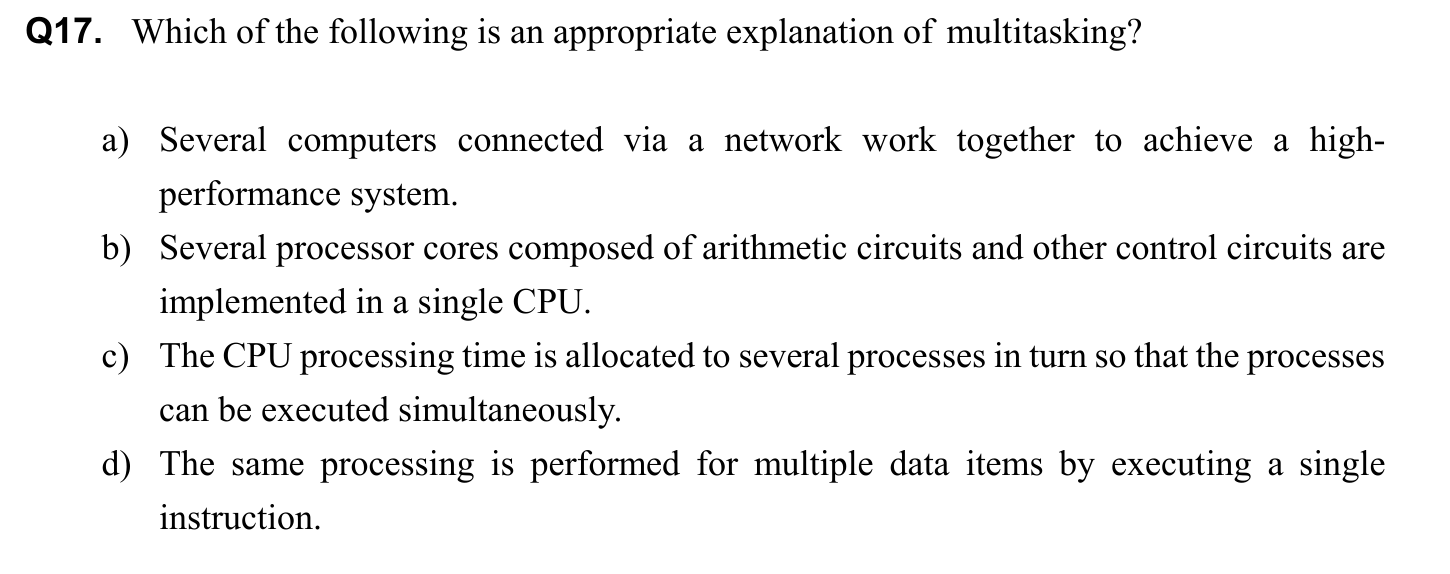 Q17. Which of the following is an appropriate explanation of multitasking?
a) Several computers connected via a network work together to achieve a high-
performance system.
b) Several processor cores composed of arithmetic circuits and other control circuits are
implemented in a single CPU.
c) The CPU processing time is allocated to several processes in turn so that the processes
can be executed simultaneously.
d) The same processing is performed for multiple data items by executing a single
instruction.